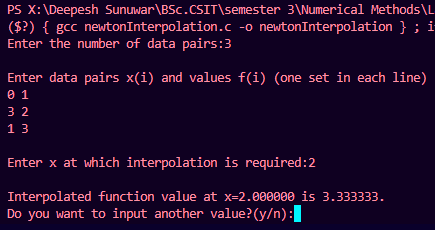 PS X:\Deepesh Sunuwar\BSc.CSIT\semester 3\Numerical Methods\L
($?) { gcc newtonInterpolation.c -o newtonInterpolation } ; i
Enter the number of data pairs:3
Enter data pairs x(i) and values f(i) (one set in each line)
0 1
3 2
1 3
Enter x at which interpolation is required:2
Interpolated function value at x=2.000000 is 3.333333.
Do you want to input another value?(y/n):